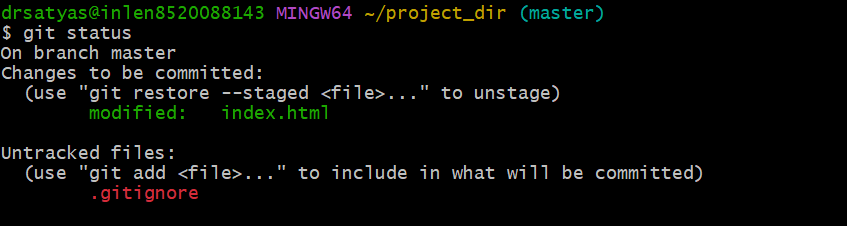 drsatyas@inlen8520088143 MINGW64 ~/project_dir (master)
$ git status
On branch master
Changes to be committed:
  (use "git restore --staged <file>..." to unstage)
        modified:   index.html

Untracked files:
  (use "git add <file>..." to include in what will be committed)
        .gitignore